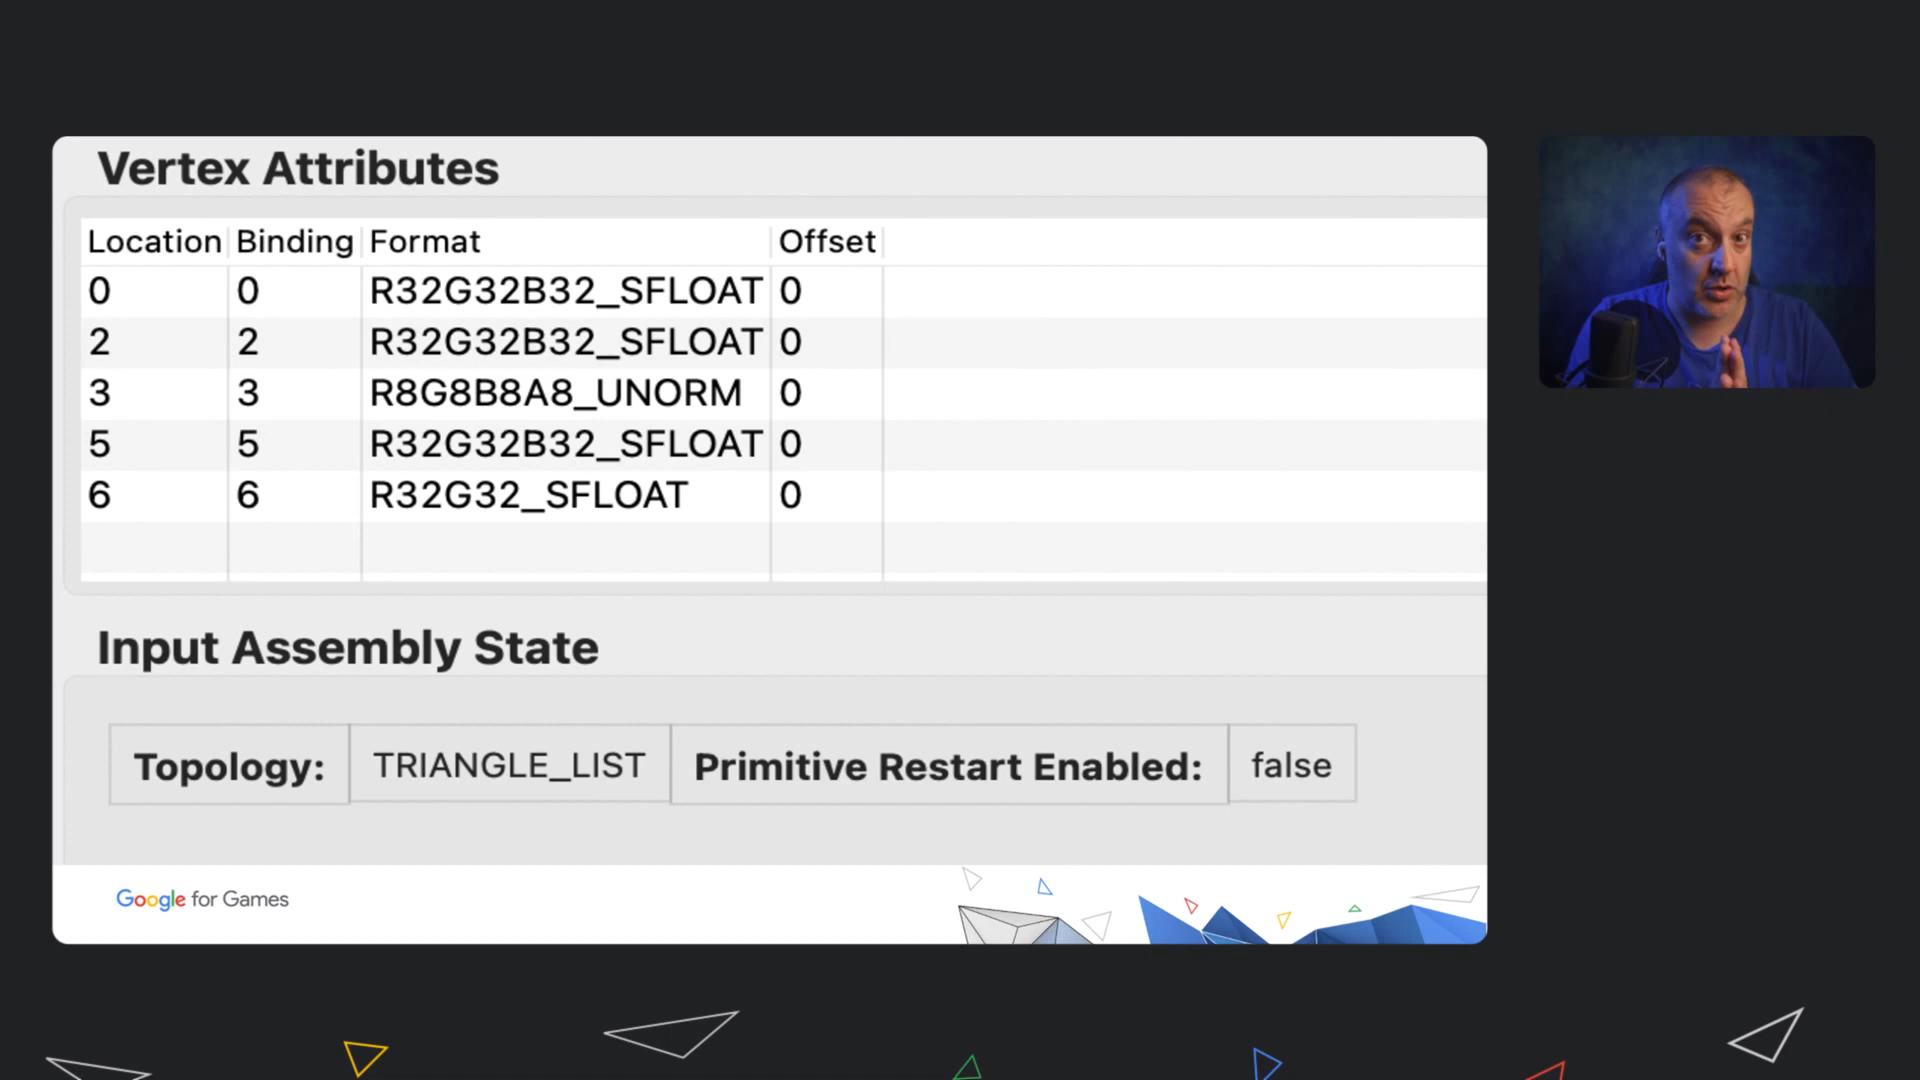 Vertex Attributes
Location Binding Format Offset
0 0 R32G32B32_SFLOAT 0
2 2 R32G32B32_SFLOAT 0
3 3 R8G8B8A8_UNORM 0
5 5 R32G32B32_SFLOAT 0
6 6 R32G32_SFLOAT 0
Input Assembly State
Topology: TRIANGLE_LIST Primitive Restart Enabled: false
Google for Games